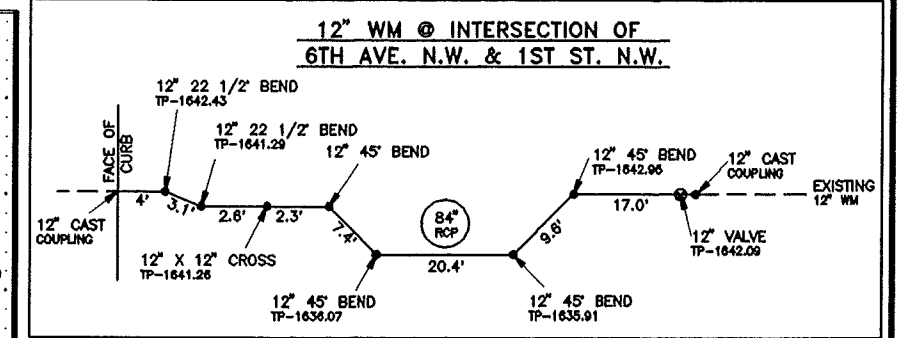 12" WM @ INTERSECTION OF
6TH AVE. N.W. & 1ST ST. N.W.
12" 22 1/2° BEND
TP-1642.43
12" 22 1/2° BEND
TP-1641.29
12" 45° BEND
12" 45° BEND
TP-1642.95
12" CAST
COUPLING
FACE OF
CURB
4'
3.1'
2.6'
2.3'
7.4'
84"
RCP
20.4'
9.6'
17.0'
EXISTING
12" WM
12" CAST
COUPLING
12" X 12" CROSS
TP-1641.26
12" VALVE
TP-1642.09
12" 45° BEND
TP-1636.07
12" 45° BEND
TP-1635.91